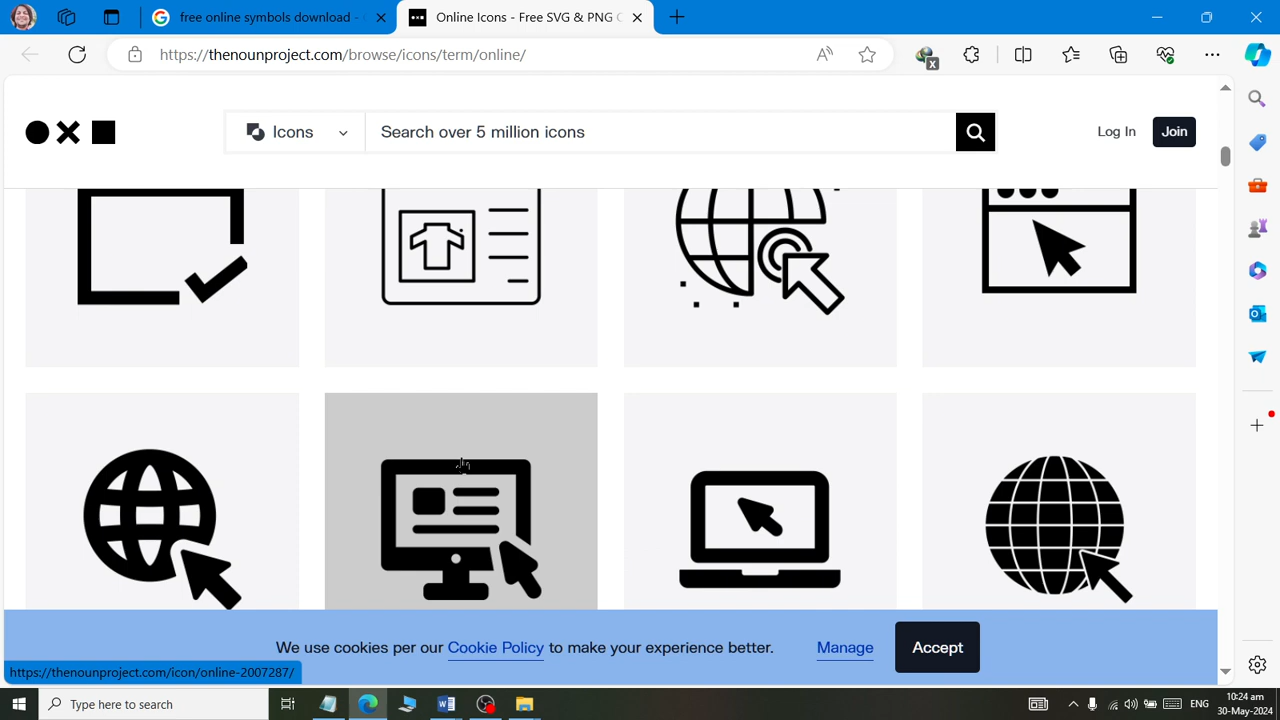 free online symbols download -
Online Icons - Free SVG & PNG
https://thenounproject.com/browse/icons/term/online/
Icons
Search over 5 million icons
Log In
Join
We use cookies per our Cookie Policy to make your experience better.
Manage
Accept
https://thenounproject.com/icon/online-2007287/
Type here to search
ENG
10:24 am
30-May-2024